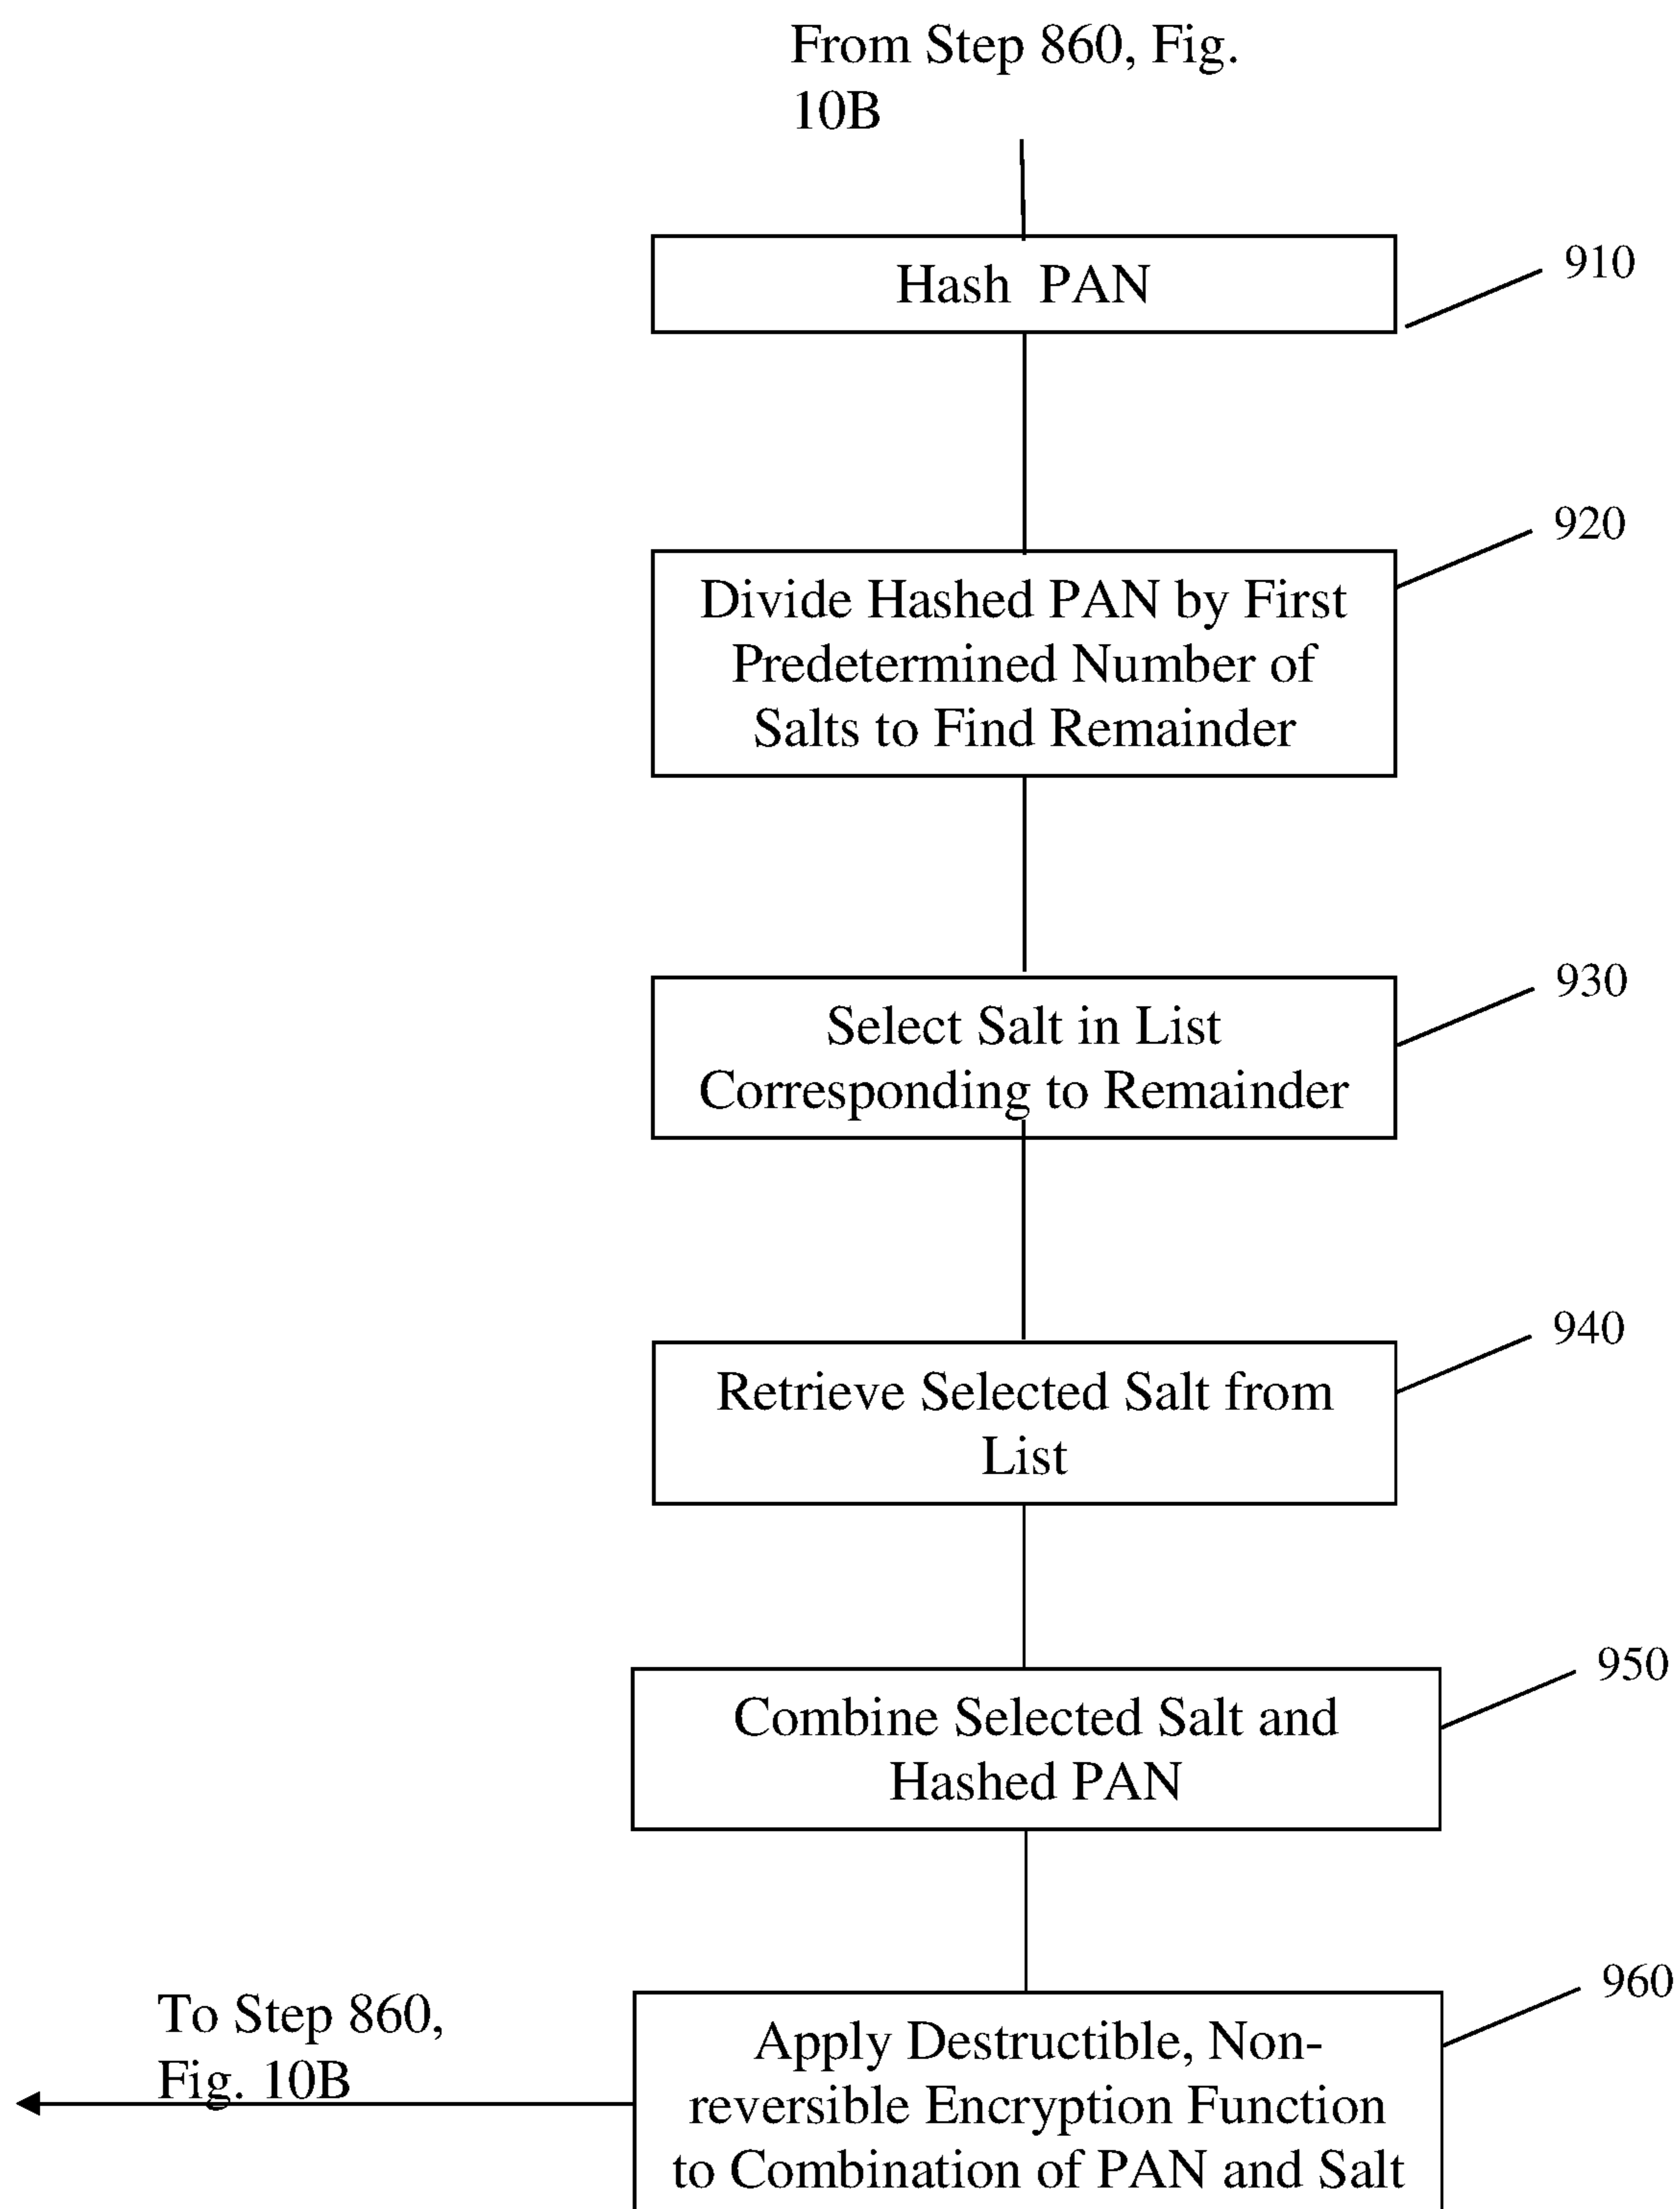 From Step 860, Fig.
10B
Hash PAN
910
Divide Hashed PAN by First
Predetermined Number of
Salts to Find Remainder
920
Select Salt in List
Corresponding to Remainder
930
Retrieve Selected Salt from
List
940
Combine Selected Salt and
Hashed PAN
950
Apply Destructible, Non-
reversible Encryption Function
to Combination of PAN and Salt
960
To Step 860,
Fig. 10B